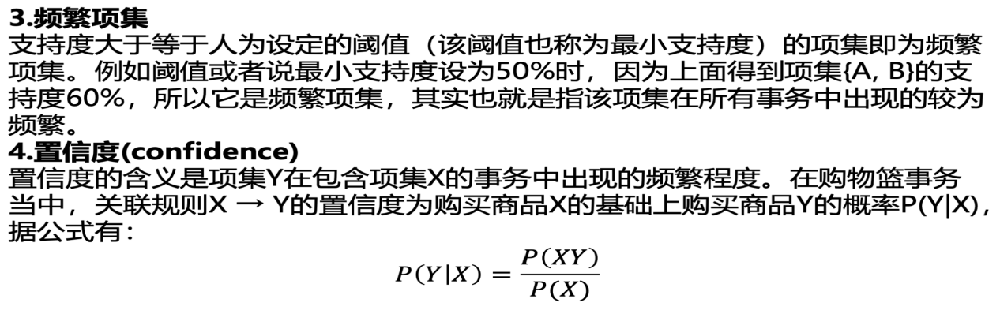 3.频繁项集
支持度大于等于人为设定的阈值（该阈值也称为最小支持度）的项集即为频繁
项集。例如阈值或者说最小支持度设为50%时，因为上面得到项集{A, B}的支
持度60%，所以它是频繁项集，其实也就是指该项集在所有事务中出现的较为
频繁。
4.置信度(confidence)
置信度的含义是项集Y在包含项集X的事务中出现的频繁程度。在购物篮事务
当中，关联规则X → Y的置信度为购买商品X的基础上购买商品Y的概率P(Y|X)，
据公式有：
P(Y|X) = P(XY) / P(X)